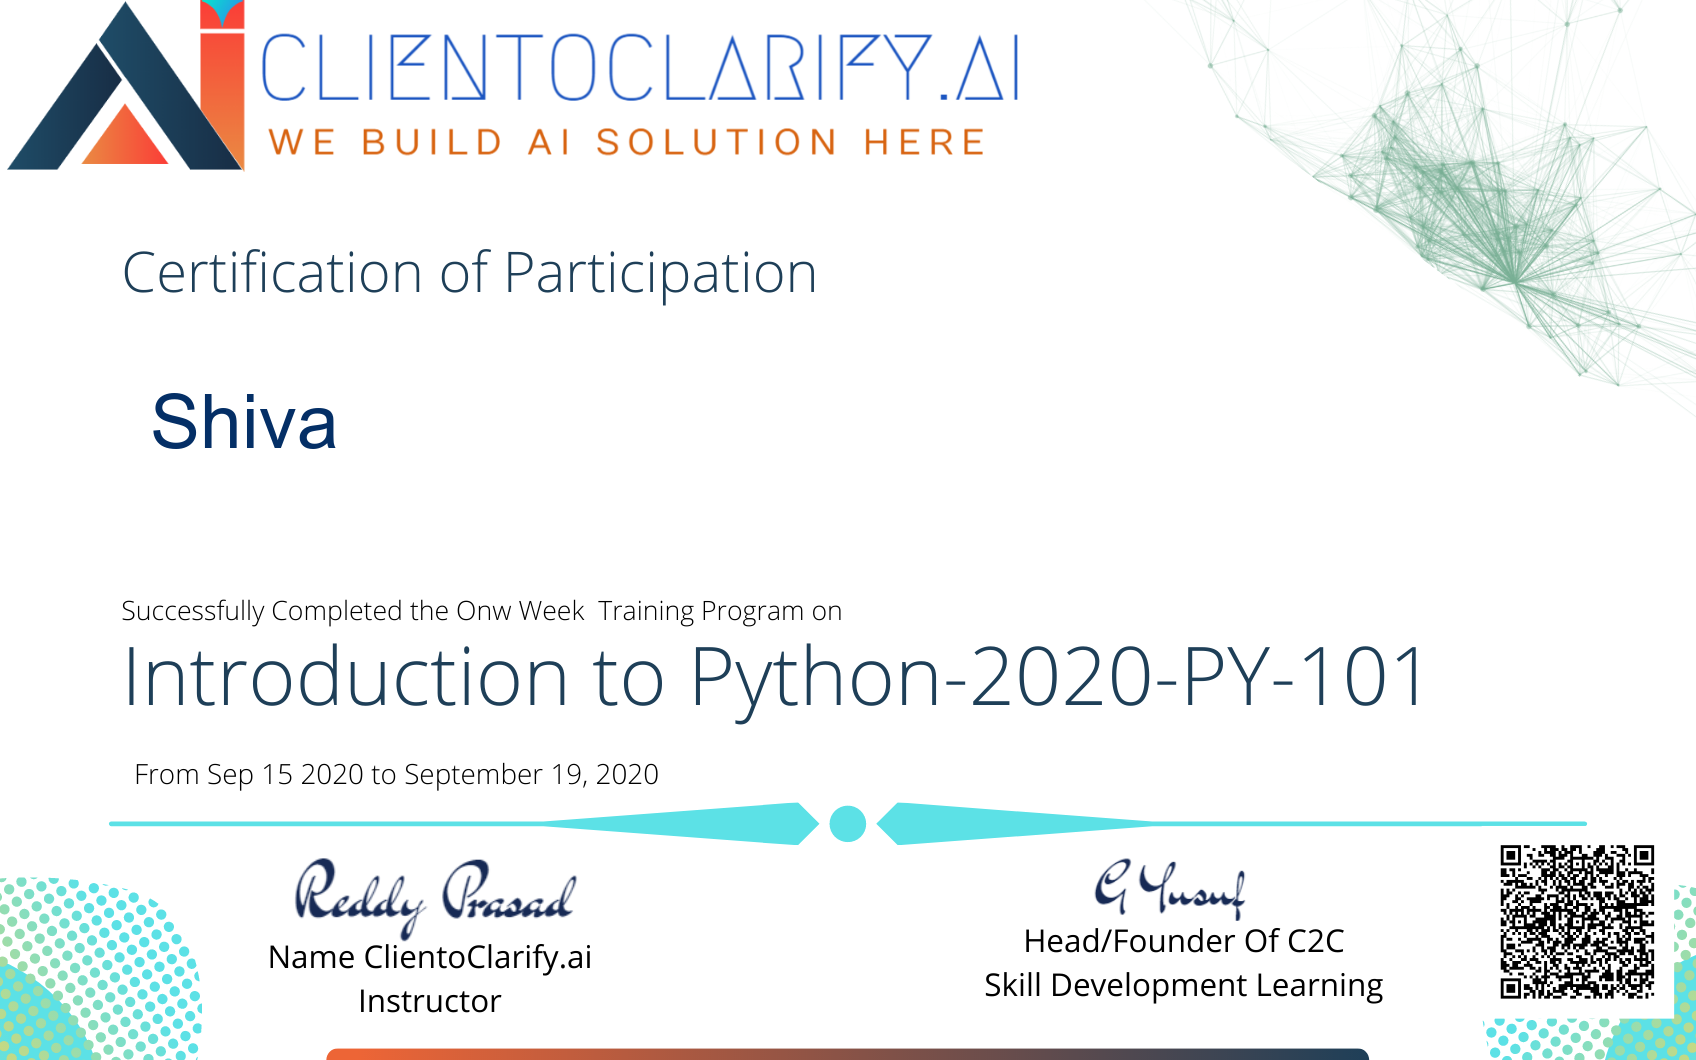 CLIENTOCLARIFY.AI
WE BUILD AI SOLUTION HERE
Certification of Participation
Shiva
Successfully Completed the Onw Week  Training Program on
Introduction to Python-2020-PY-101
From Sep 15 2020 to September 19, 2020
Reddy Prasad
Name ClientoClarify.ai
Instructor
G Yusuf
Head/Founder Of C2C
Skill Development Learning